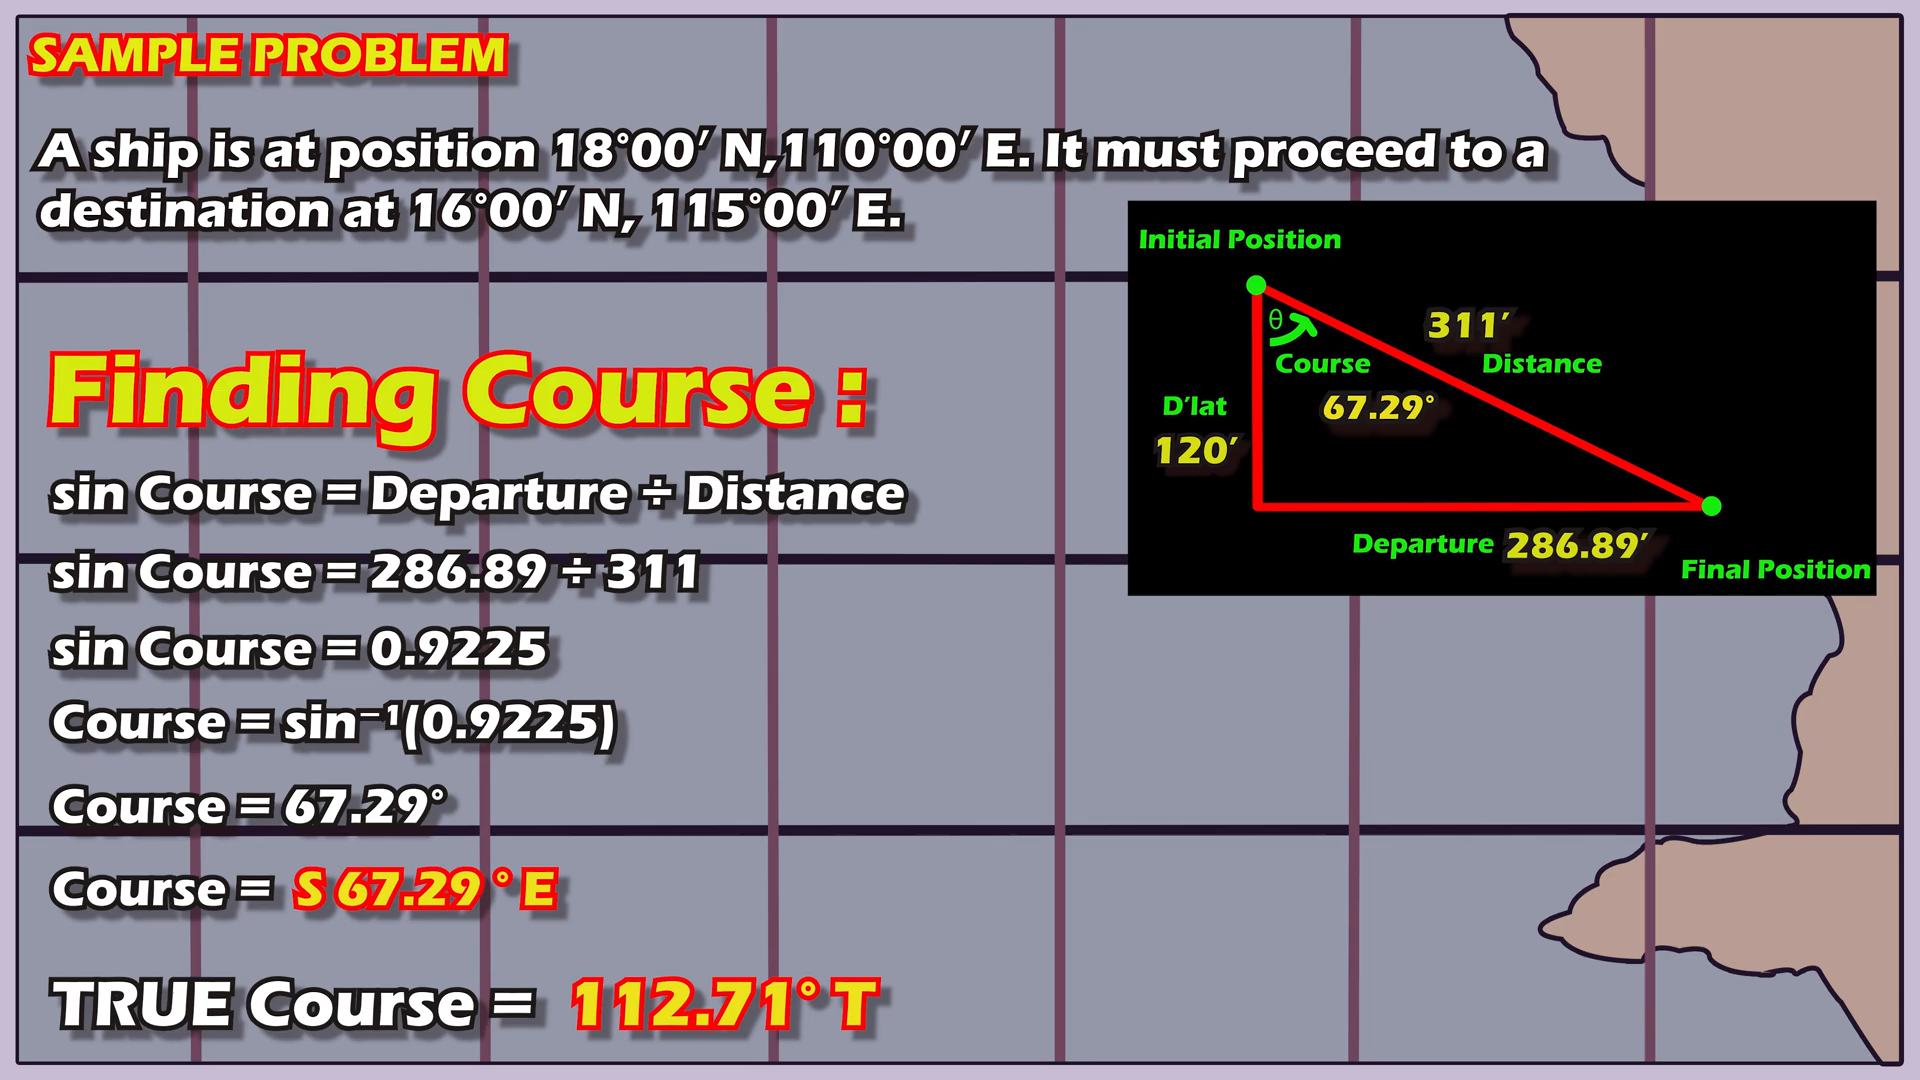 SAMPLE PROBLEM
A ship is at position 18°00′ N,110°00′ E. It must proceed to a
destination at 16°00′ N, 115°00′ E.
Initial Position
θ
311′
Course
Distance
67.29°
D'lat
120′
Departure 286.89′
Final Position
Finding Course :
sin Course = Departure ÷ Distance
sin Course = 286.89 ÷ 311
sin Course = 0.9225
Course = sin⁻¹(0.9225)
Course = 67.29°
Course = S 67.29 ° E
TRUE Course = 112.71° T